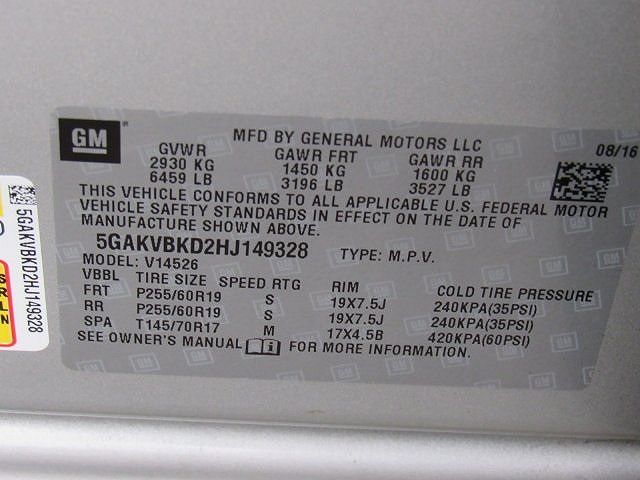 GM
MFD BY GENERAL MOTORS LLC
08/16
GVWR GAWR FRT GAWR RR
2930 KG 1450 KG 1600 KG
6459 LB 3196 LB 3527 LB
THIS VEHICLE CONFORMS TO ALL APPLICABLE U.S. FEDERAL MOTOR
VEHICLE SAFETY STANDARDS IN EFFECT ON THE DATE OF
MANUFACTURE SHOWN ABOVE.
5GAKVBKD2HJ149328 TYPE: M.P.V.
MODEL: V14526
VBBL TIRE SIZE SPEED RTG RIM COLD TIRE PRESSURE
FRT P255/60R19 S 19X7.5J 240KPA(35PSI)
RR P255/60R19 S 19X7.5J 240KPA(35PSI)
SPA T145/70R17 M 17X4.5B 420KPA(60PSI)
SEE OWNER'S MANUAL i FOR MORE INFORMATION.
5GAKVBKD2HJ149328
SRLN